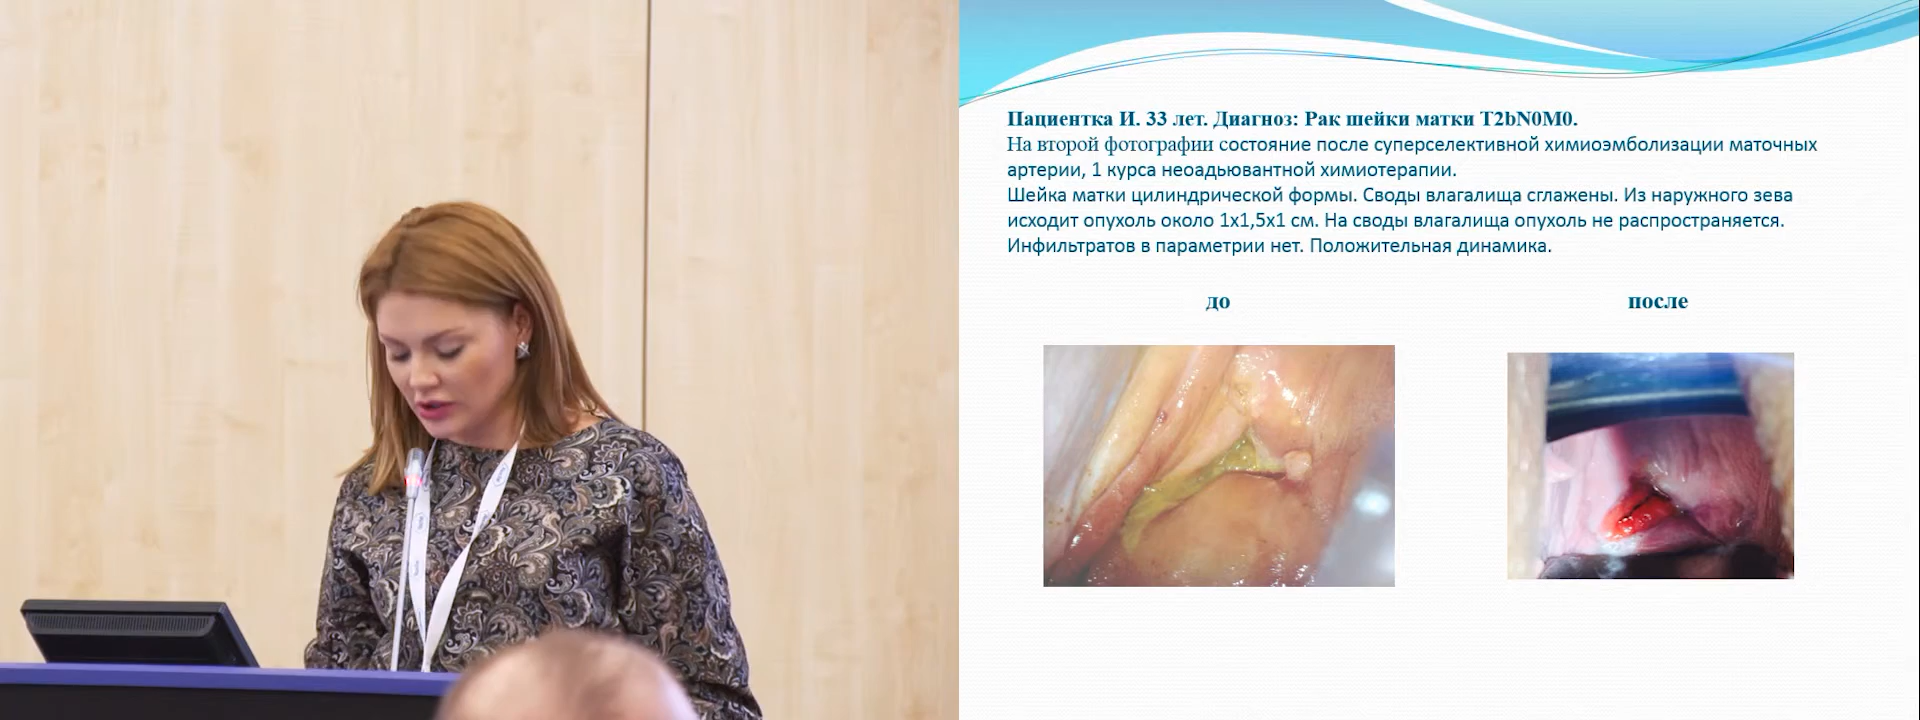 Пациентка И. 33 лет. Диагноз: Рак шейки матки T2bN0M0.
На второй фотографии состояние после суперселективной химиоэмболизации маточных
артерии, 1 курса неоадьювантной химиотерапии.
Шейка матки цилиндрической формы. Своды влагалища сглажены. Из наружного зева
исходит опухоль около 1х1,5х1 см. На своды влагалища опухоль не распространяется.
Инфильтратов в параметрии нет. Положительная динамика.
до
после